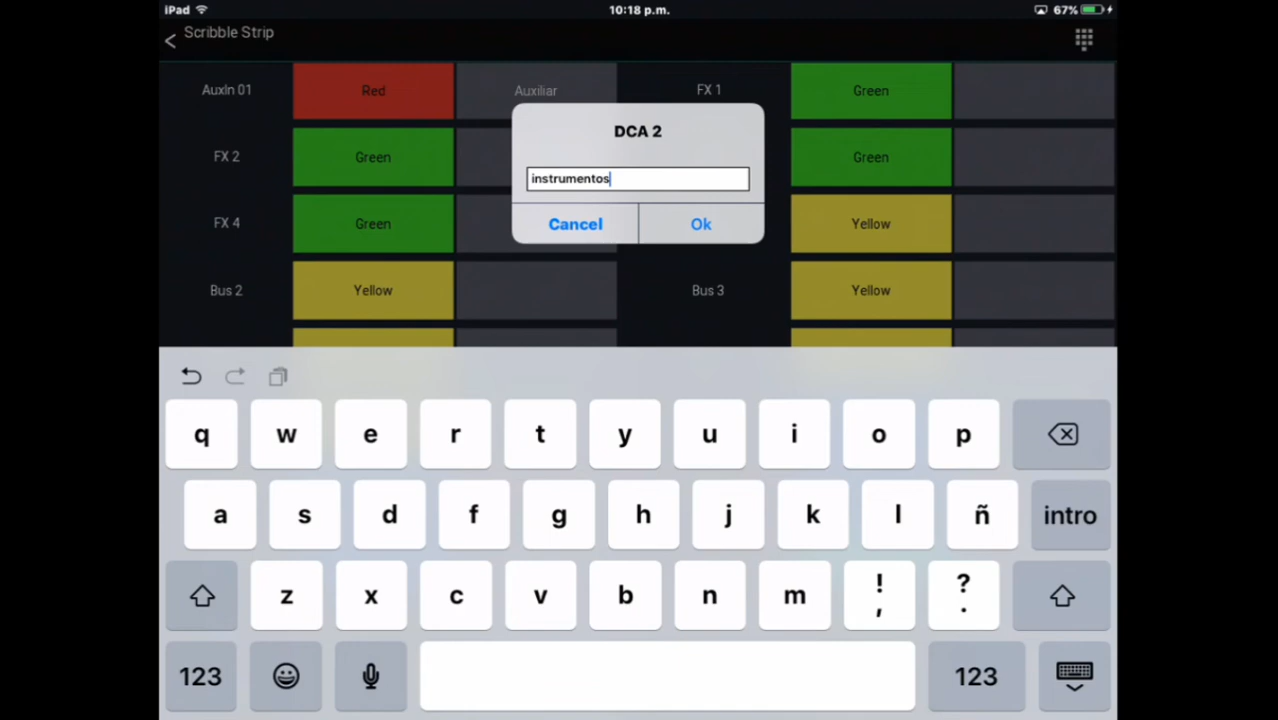 iPad 10:18 p.m. 67%
Scribble Strip
AuxIn 01 Red Auxiliar FX 1 Green
DCA 2
FX 2 Green Green
instrumentos
FX 4 Green Cancel Ok Yellow
Bus 2 Yellow Bus 3 Yellow
q w e r t y u i o p
a s d f g h j k l ñ intro
z x c v b n m ! , ? .
123 123